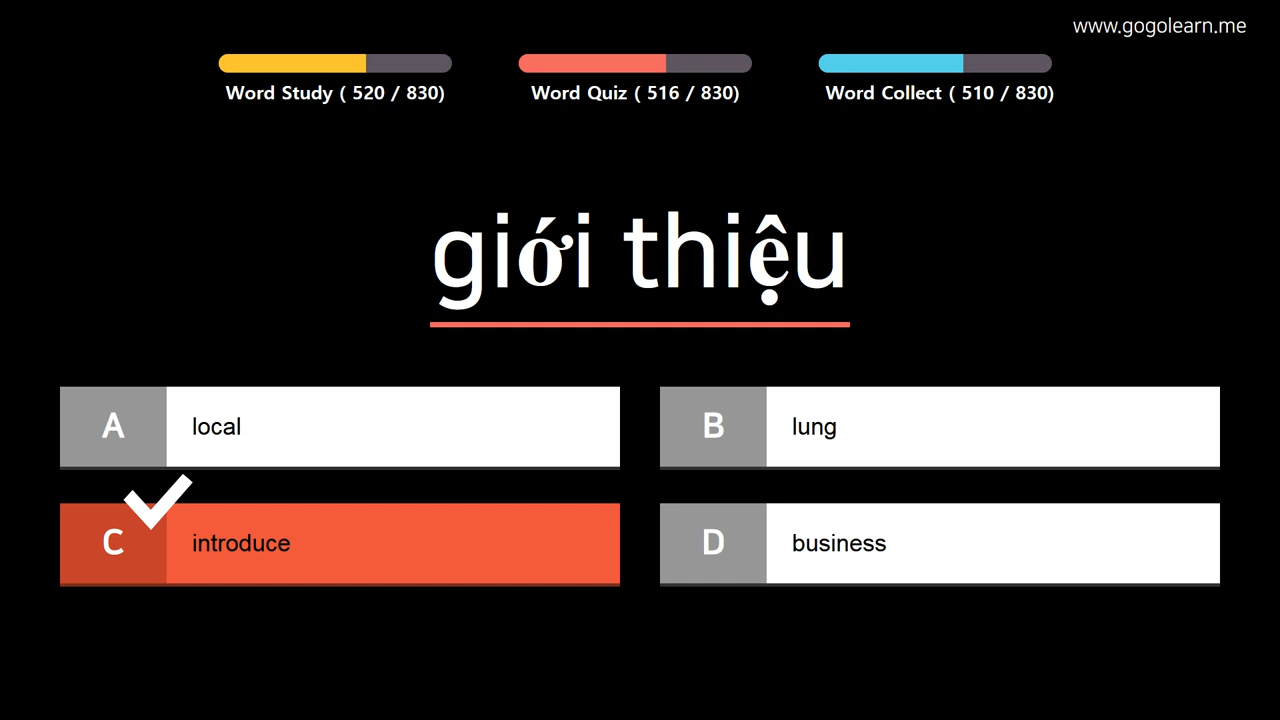 www.gogolearn.me
Word Study ( 520 / 830)
Word Quiz ( 516 / 830)
Word Collect ( 510 / 830)
giới thiệu
A local
B lung
C introduce
D business